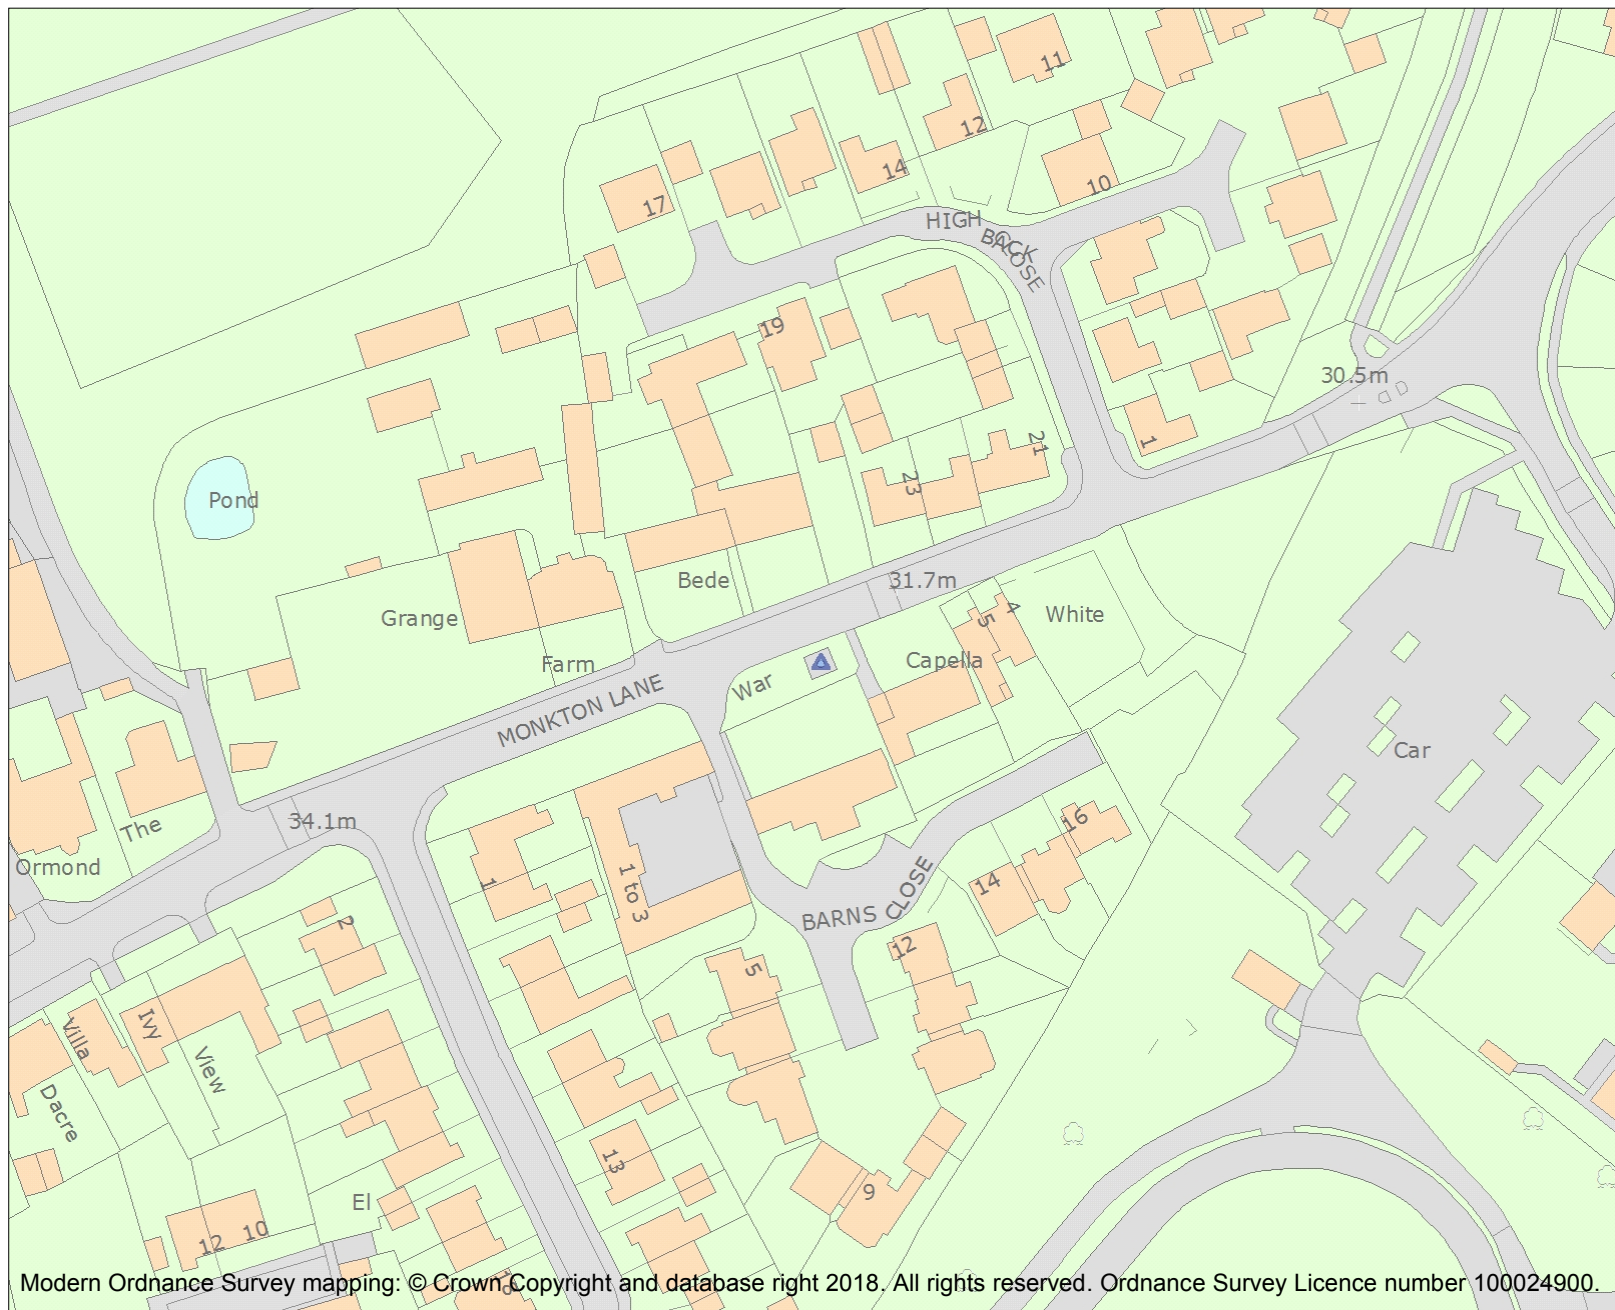 11
12
14
10
17
HIGH
BACK
CLOSE
19
30.5m
1
21
23
Pond
31.7m
Bede
4
5
White
Grange
Farm
Capella
War
MONKTON LANE
Car
34.1m
The
Ormond
1
1 to 3
16
14
BARNS CLOSE
12
2
5
Ivy
Villa
View
Dacre
13
9
El
12
10
Modern Ordnance Survey mapping: © Crown Copyright and database right 2018. All rights reserved. Ordnance Survey Licence number 100024900.